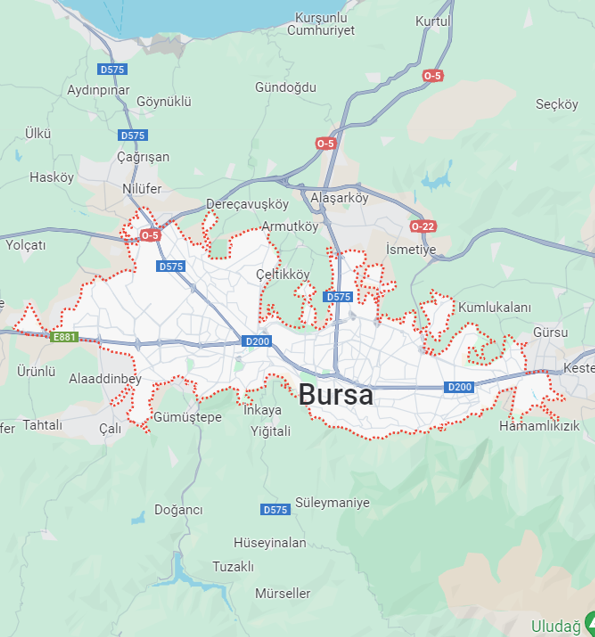 Kurşunlu
Cumhuriyet
Kurtul
D575
O-5
Aydınpınar
Göynüklü
Gündoğdu
Seçköy
Ülkü
D575
O-5
Çağrışan
Hasköy
Nilüfer
Dereçavuşköy
Alaşarköy
Armutköy
O-22
Yolçatı
O-5
İsmetiye
D575
Çeltikköy
D575
Kumlukalanı
E881
D200
Gürsu
Ürünlü
Keste
Alaaddinbey
D200
Bursa
İnkaya
Gümüştepe
Tahtalı
Çalı
fer
Yiğitali
Hamamlıkızık
Doğancı
D575
Süleymaniye
Hüseyinalan
Tuzaklı
Mürseller
Uludağ